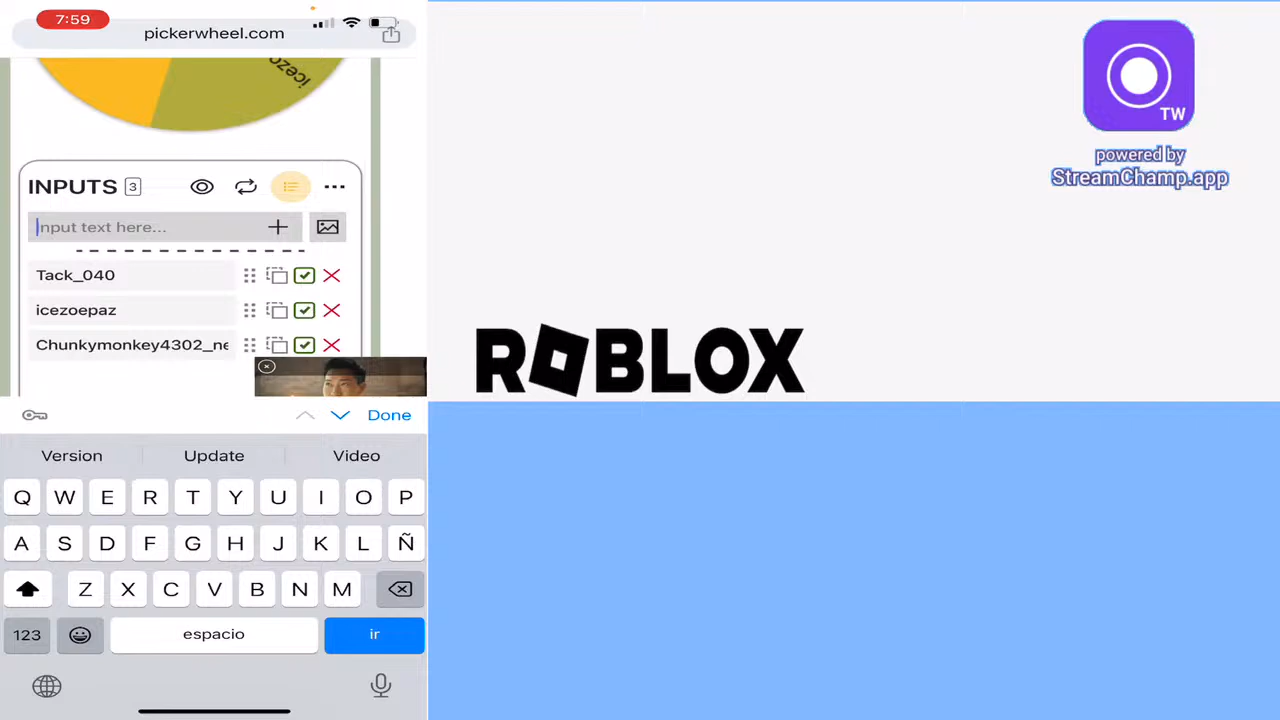 7:59
pickerwheel.com
icezo
INPUTS 3
Input text here...
Tack_040
icezoepaz
Chunkymonkey4302_ne
Done
Version Update Video
Q W E R T Y U I O P
A S D F G H J K L Ñ
Z X C V B N M
123 espacio ir
TW
powered by
StreamChamp.app
ROBLOX